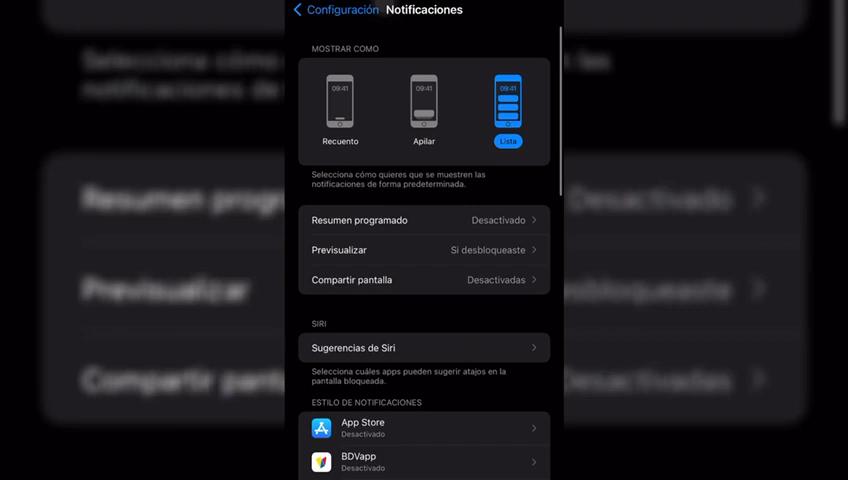 Configuración Notificaciones
MOSTRAR COMO
09:41 09:41 09:41
Recuento Apilar Lista
Selecciona cómo quieres que se muestren las
notificaciones de forma predeterminada.
Resumen programado Desactivado
Previsualizar Si desbloqueaste
Compartir pantalla Desactivadas
SIRI
Sugerencias de Siri
Selecciona cuáles apps pueden sugerir atajos en la
pantalla bloqueada.
ESTILO DE NOTIFICACIONES
App Store
Desactivado
BDVapp
Desactivado